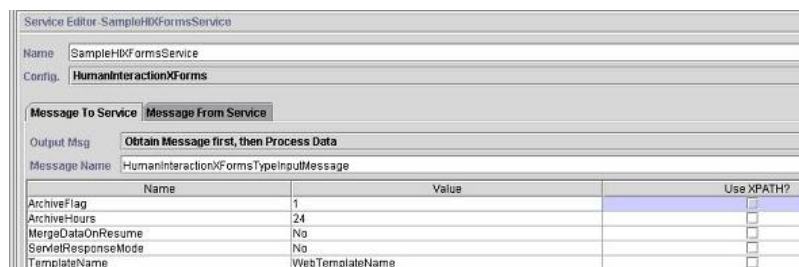 Service Editor-SampleHIXFormsService
Name SampleHIXFormsService
Config. HumanInteractionXForms
Message To Service Message From Service
Output Msg Obtain Message first, then Process Data
Message Name HumanInteractionXFormsTypeInputMessage
Name Value Use XPATH?
ArchiveFlag 1
ArchiveHours 24
MergeDataOnResume No
ServletResponseMode No
TemplateName WebTemplateName